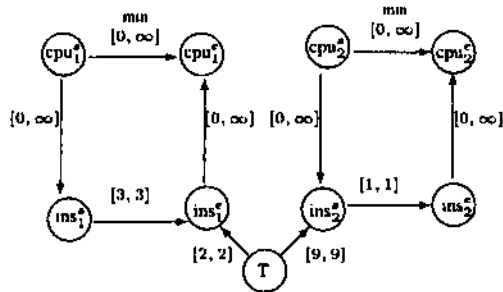 min min
[0, ∞] [0, ∞]
cpu₁ˢ cpu₁ᵉ cpu₂ˢ cpu₂ᵉ
[0, ∞] [0, ∞] [0, ∞] [0, ∞]
[3, 3] [1, 1]
ins₁ˢ ins₁ᵉ ins₂ˢ ins₂ᵉ
[2, 2] T [9, 9]